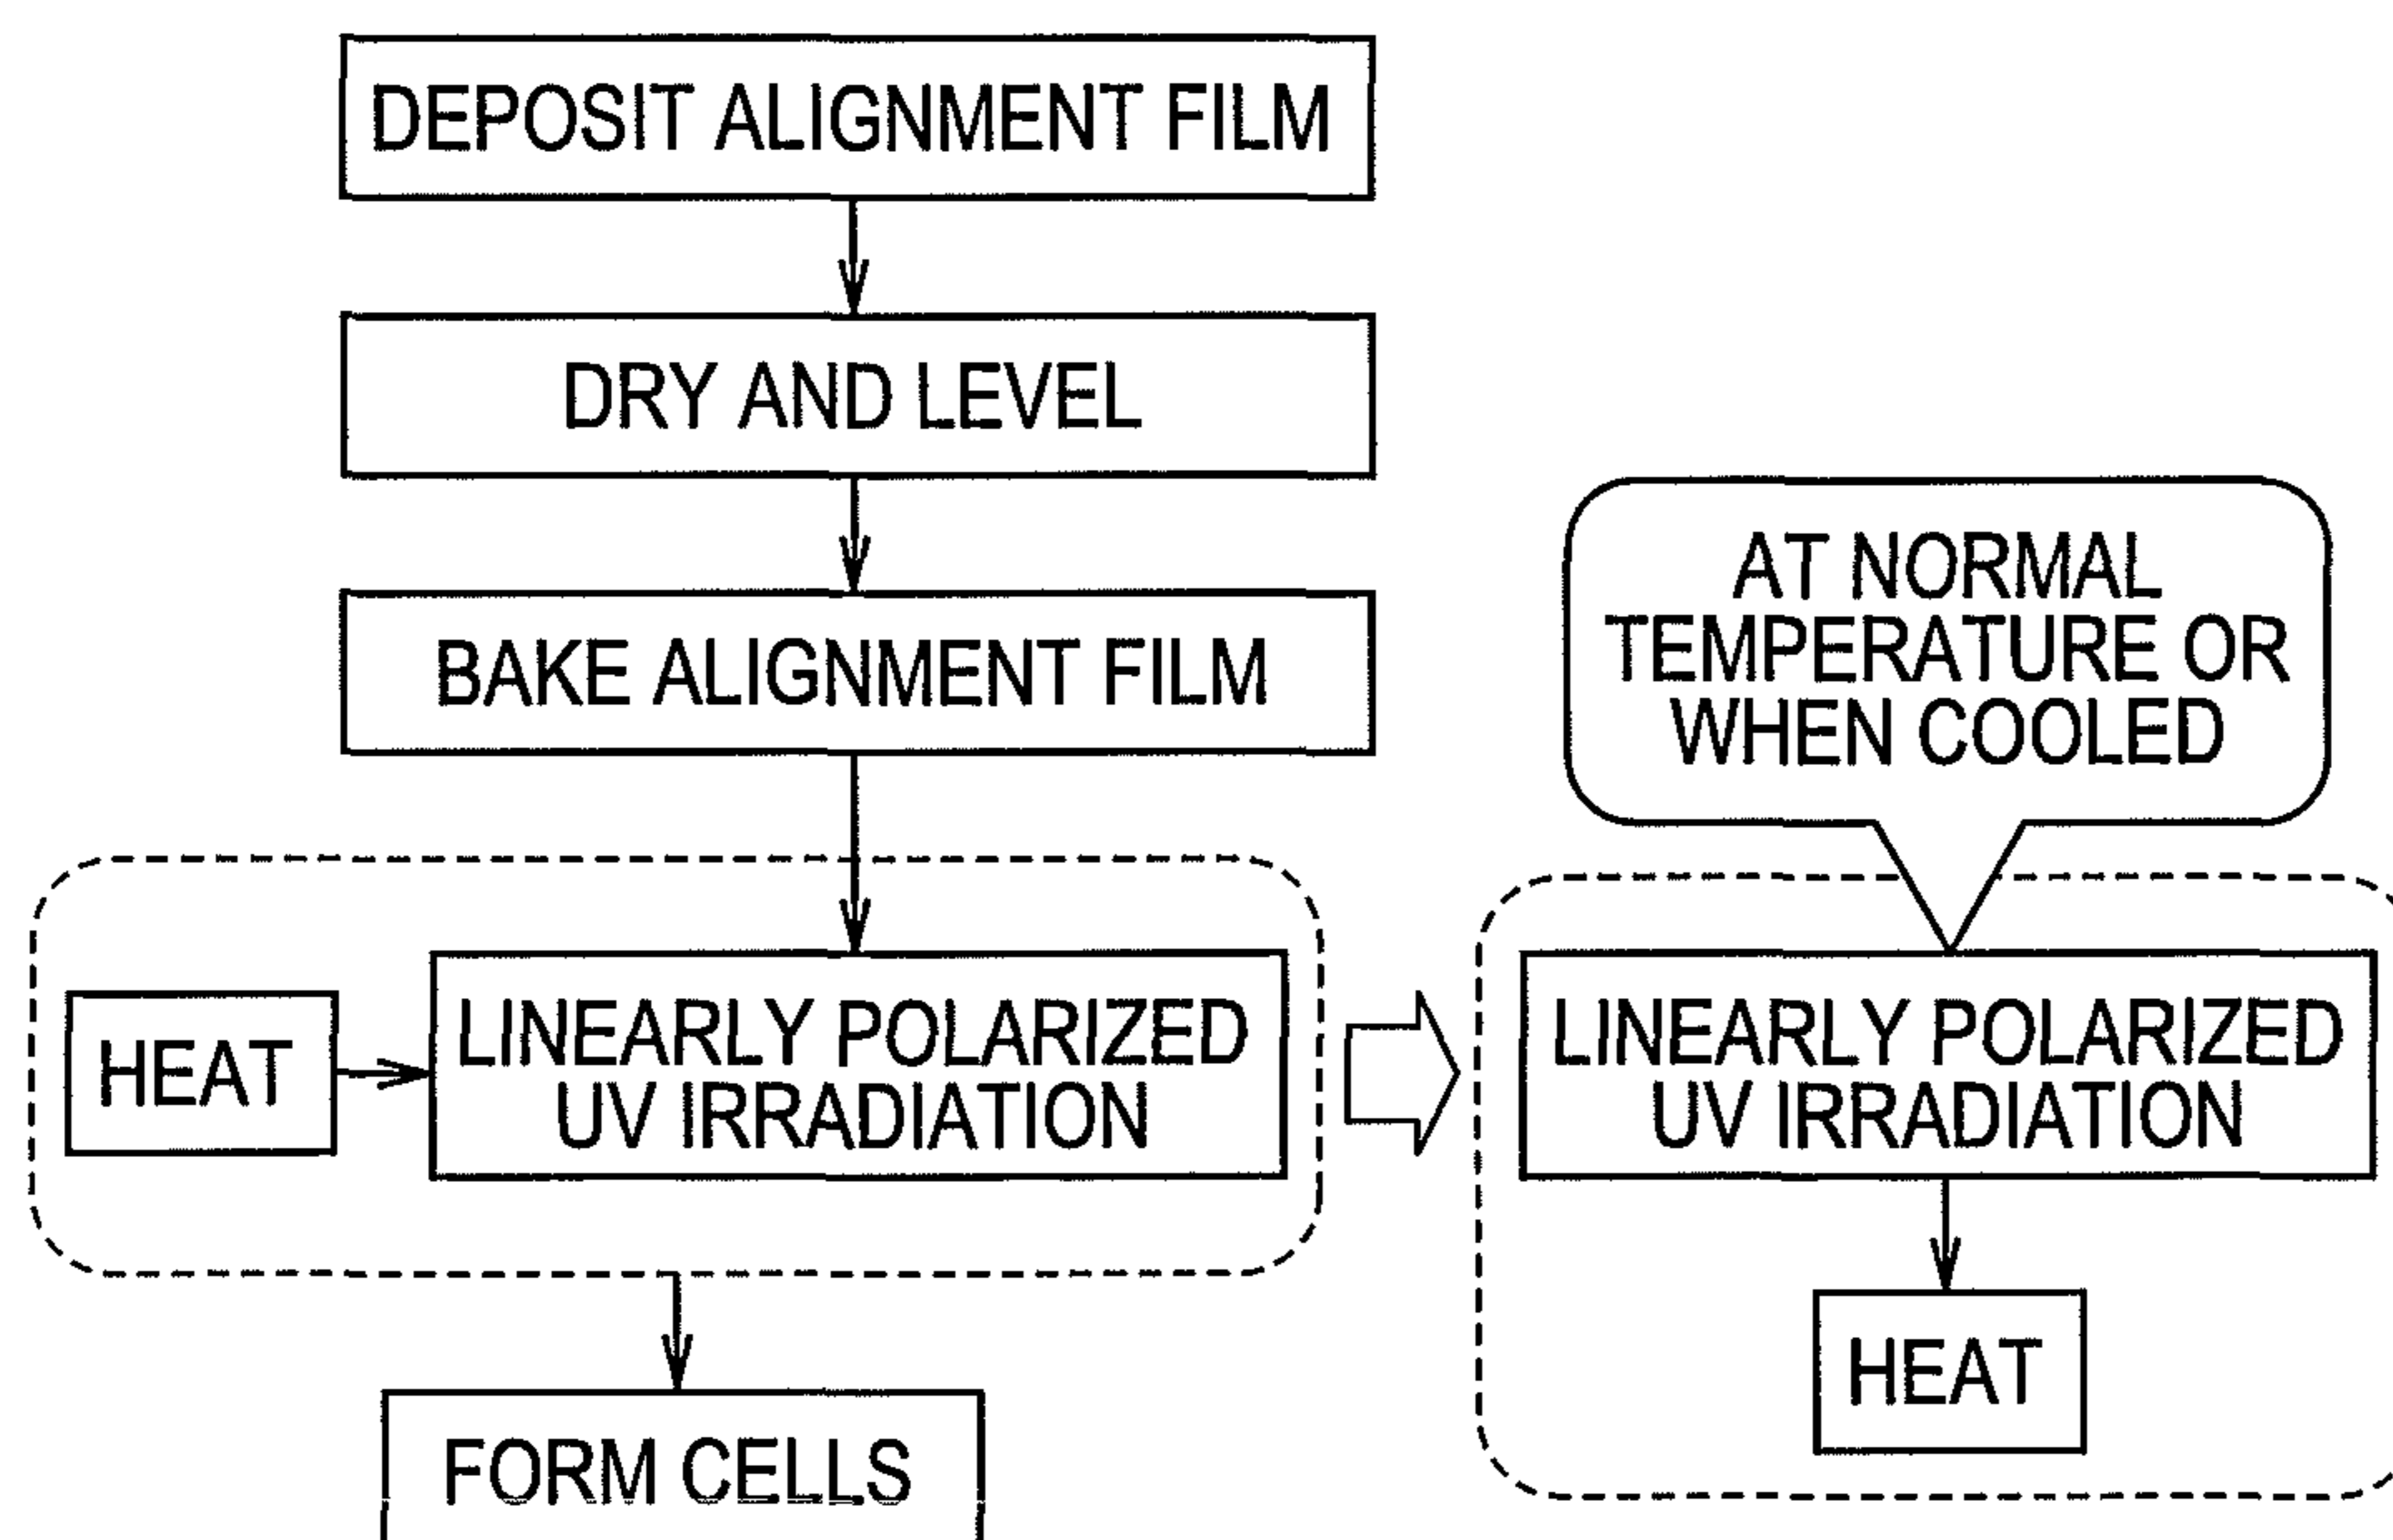 DEPOSIT ALIGNMENT FILM
DRY AND LEVEL
BAKE ALIGNMENT FILM
AT NORMAL
TEMPERATURE OR
WHEN COOLED
HEAT
LINEARLY POLARIZED
UV IRRADIATION
LINEARLY POLARIZED
UV IRRADIATION
HEAT
FORM CELLS